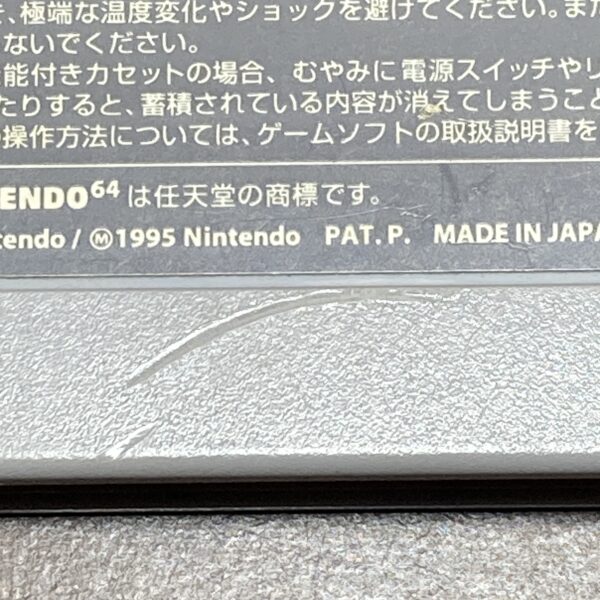 、極端な温度変化やショックを避けてください。また
ないでください。
能付きカセットの場合、むやみに電源スイッチやリ
たりすると、蓄積されている内容が消えてしまうこと
操作方法については、ゲームソフトの取扱説明書を
ENDO64 は任天堂の商標です。
tendo / Ⓜ1995 Nintendo PAT. P. MADE IN JAPA